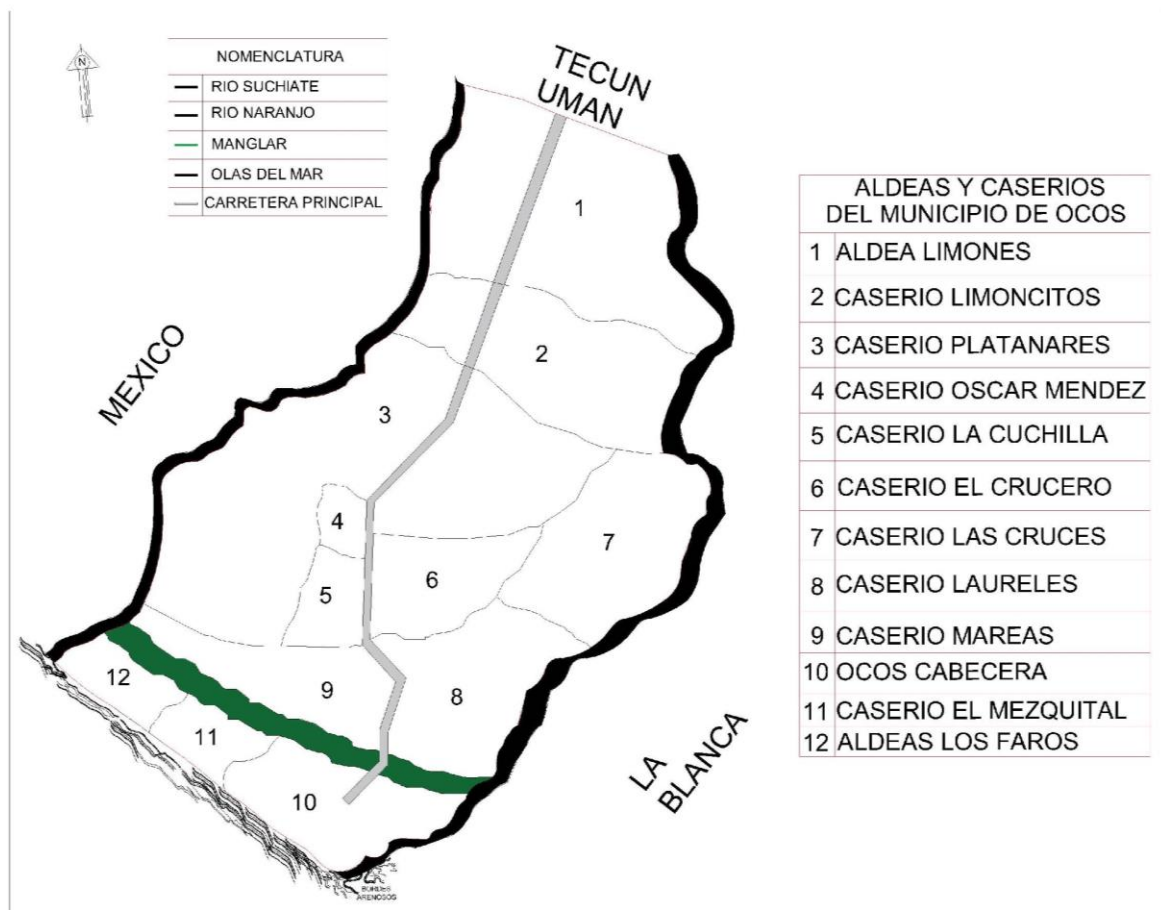 N
NOMENCLATURA
RIO SUCHIATE
RIO NARANJO
MANGLAR
OLAS DEL MAR
CARRETERA PRINCIPAL
TECUN
UMAN
MEXICO
LA
BLANCA
1
2
3
4
5
6
7
8
9
10
11
12
BORDES
ARENOSOS
ALDEAS Y CASERIOS
DEL MUNICIPIO DE OCOS
1 ALDEA LIMONES
2 CASERIO LIMONCITOS
3 CASERIO PLATANARES
4 CASERIO OSCAR MENDEZ
5 CASERIO LA CUCHILLA
6 CASERIO EL CRUCERO
7 CASERIO LAS CRUCES
8 CASERIO LAURELES
9 CASERIO MAREAS
10 OCOS CABECERA
11 CASERIO EL MEZQUITAL
12 ALDEAS LOS FAROS